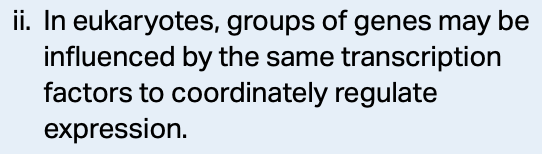 ii. In eukaryotes, groups of genes may be
influenced by the same transcription
factors to coordinately regulate
expression.